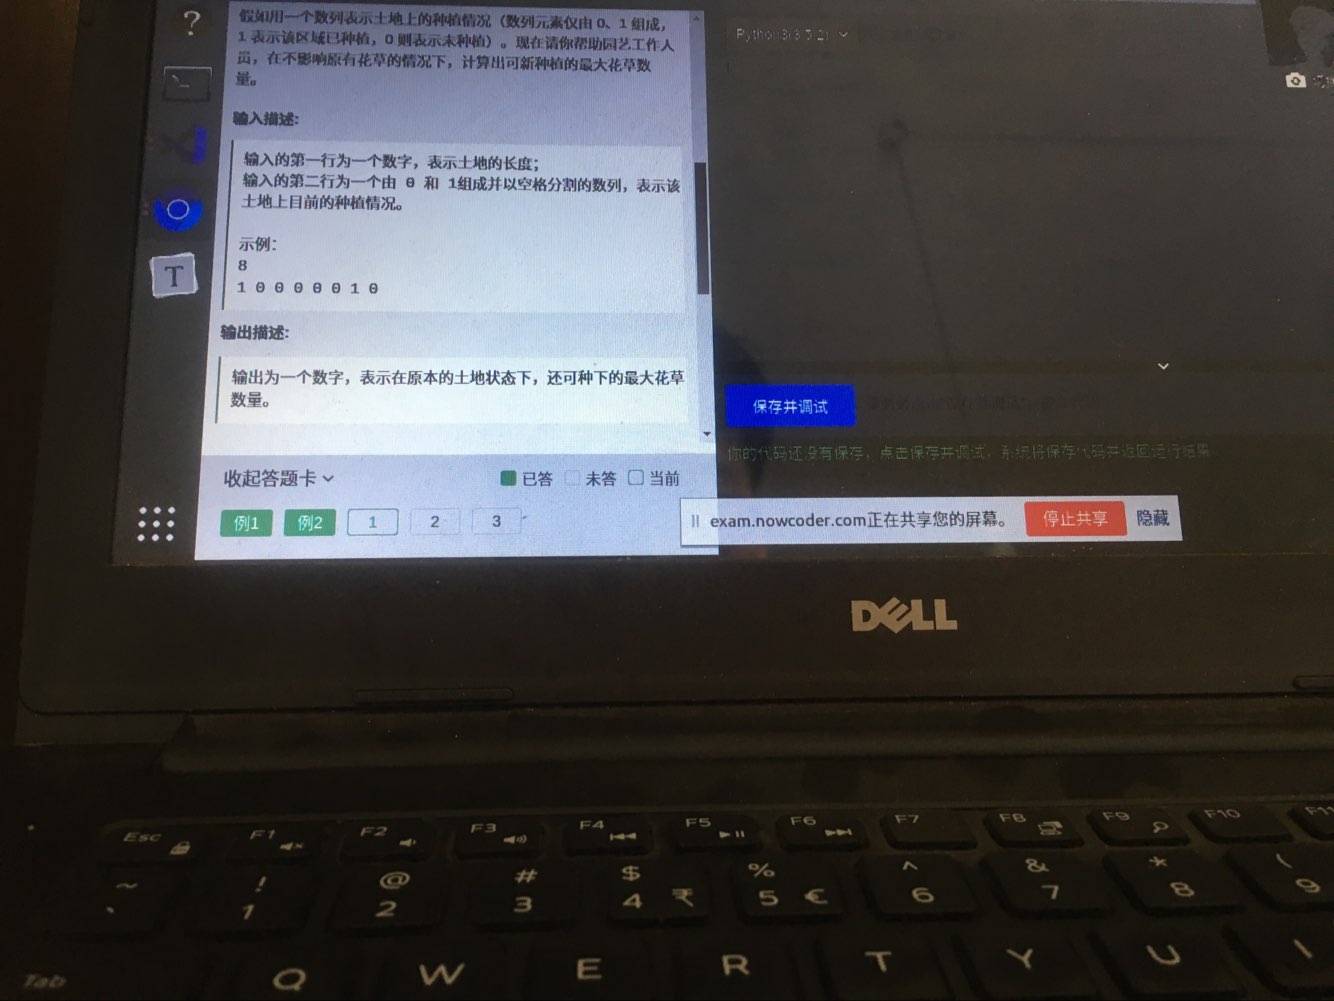 假如用一个数列表示土地上的种植情况（数列元素仅由 0、1 组成，
1 表示该区域已种植，0 则表示未种植）。现在请你帮助园艺工作人
员，在不影响原有花草的情况下，计算出可新种植的最大花草数
量。
输入描述:
输入的第一行为一个数字，表示土地的长度；
输入的第二行为一个由 0 和 1组成并以空格分割的数列，表示该
土地上目前的种植情况。
示例：
8
1 0 0 0 0 0 1 0
输出描述:
输出为一个数字，表示在原本的土地状态下，还可种下的最大花草
数量。
收起答题卡
已答 未答 当前
例1 例2 1 2 3
?
T
保存并调试
你的代码还没有保存，点击保存并调试，系统将保存代码并返回运行结果
exam.nowcoder.com正在共享您的屏幕。 停止共享 隐藏
DELL
Esc F1 F2 F3 F4 F5 F6 F7 F8 F9 F10 F11
~ ! @ # $ % ^ & * (
` 1 2 3 4 ₹ 5 € 6 7 8 9
Tab Q W E R T Y U I